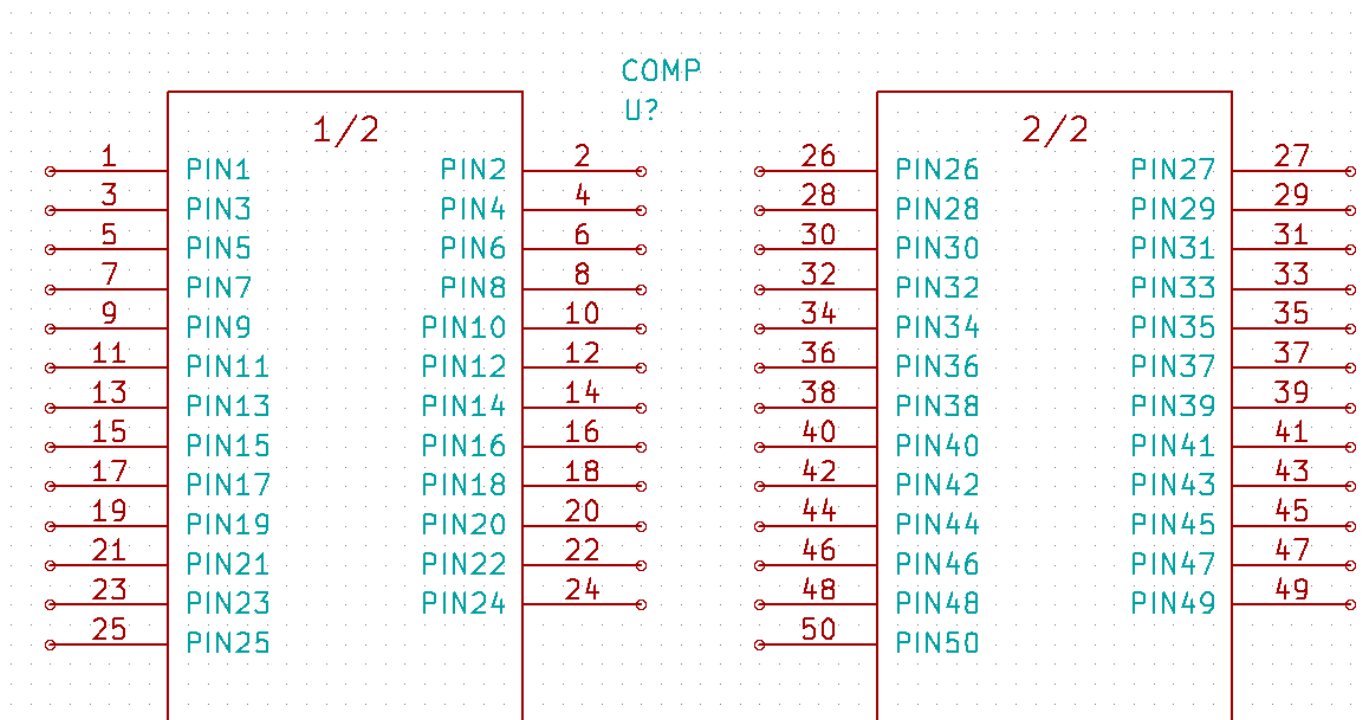 COMP
U?
1/2
1 PIN1 PIN2 2
3 PIN3 PIN4 4
5 PIN5 PIN6 6
7 PIN7 PIN8 8
9 PIN9 PIN10 10
11 PIN11 PIN12 12
13 PIN13 PIN14 14
15 PIN15 PIN16 16
17 PIN17 PIN18 18
19 PIN19 PIN20 20
21 PIN21 PIN22 22
23 PIN23 PIN24 24
25 PIN25
2/2
26 PIN26 PIN27 27
28 PIN28 PIN29 29
30 PIN30 PIN31 31
32 PIN32 PIN33 33
34 PIN34 PIN35 35
36 PIN36 PIN37 37
38 PIN38 PIN39 39
40 PIN40 PIN41 41
42 PIN42 PIN43 43
44 PIN44 PIN45 45
46 PIN46 PIN47 47
48 PIN48 PIN49 49
50 PIN50